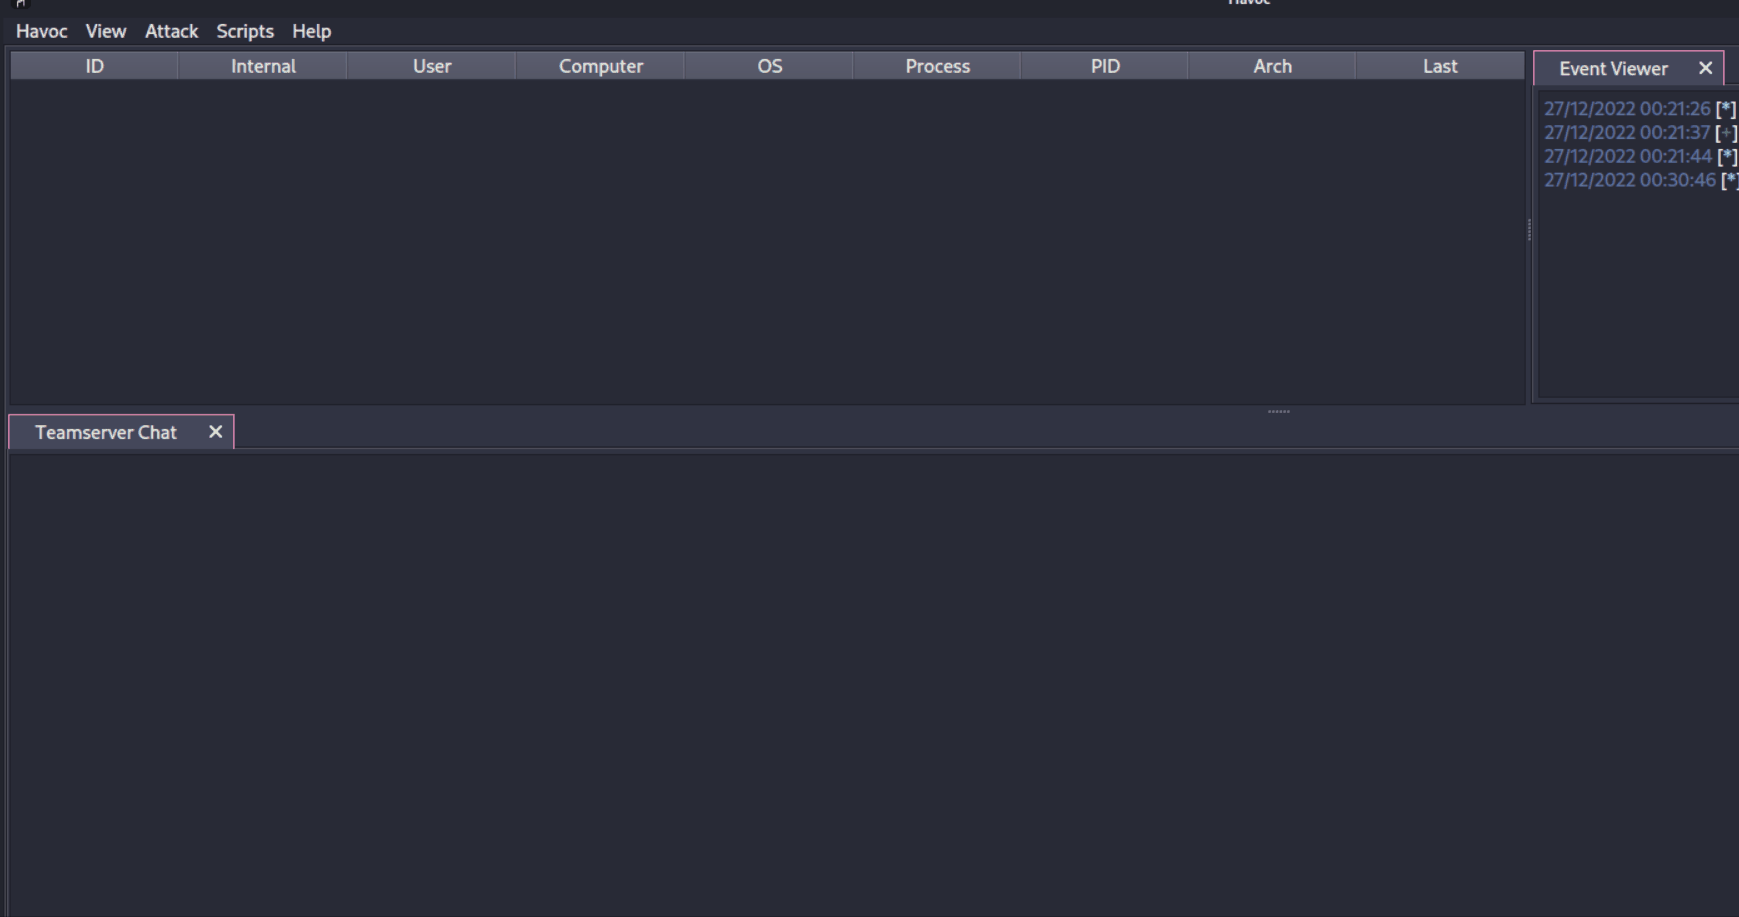 Havoc
Havoc View Attack Scripts Help
ID Internal User Computer OS Process PID Arch Last
Event Viewer
27/12/2022 00:21:26 [*]
27/12/2022 00:21:37 [+]
27/12/2022 00:21:44 [*]
27/12/2022 00:30:46 [*]
Teamserver Chat